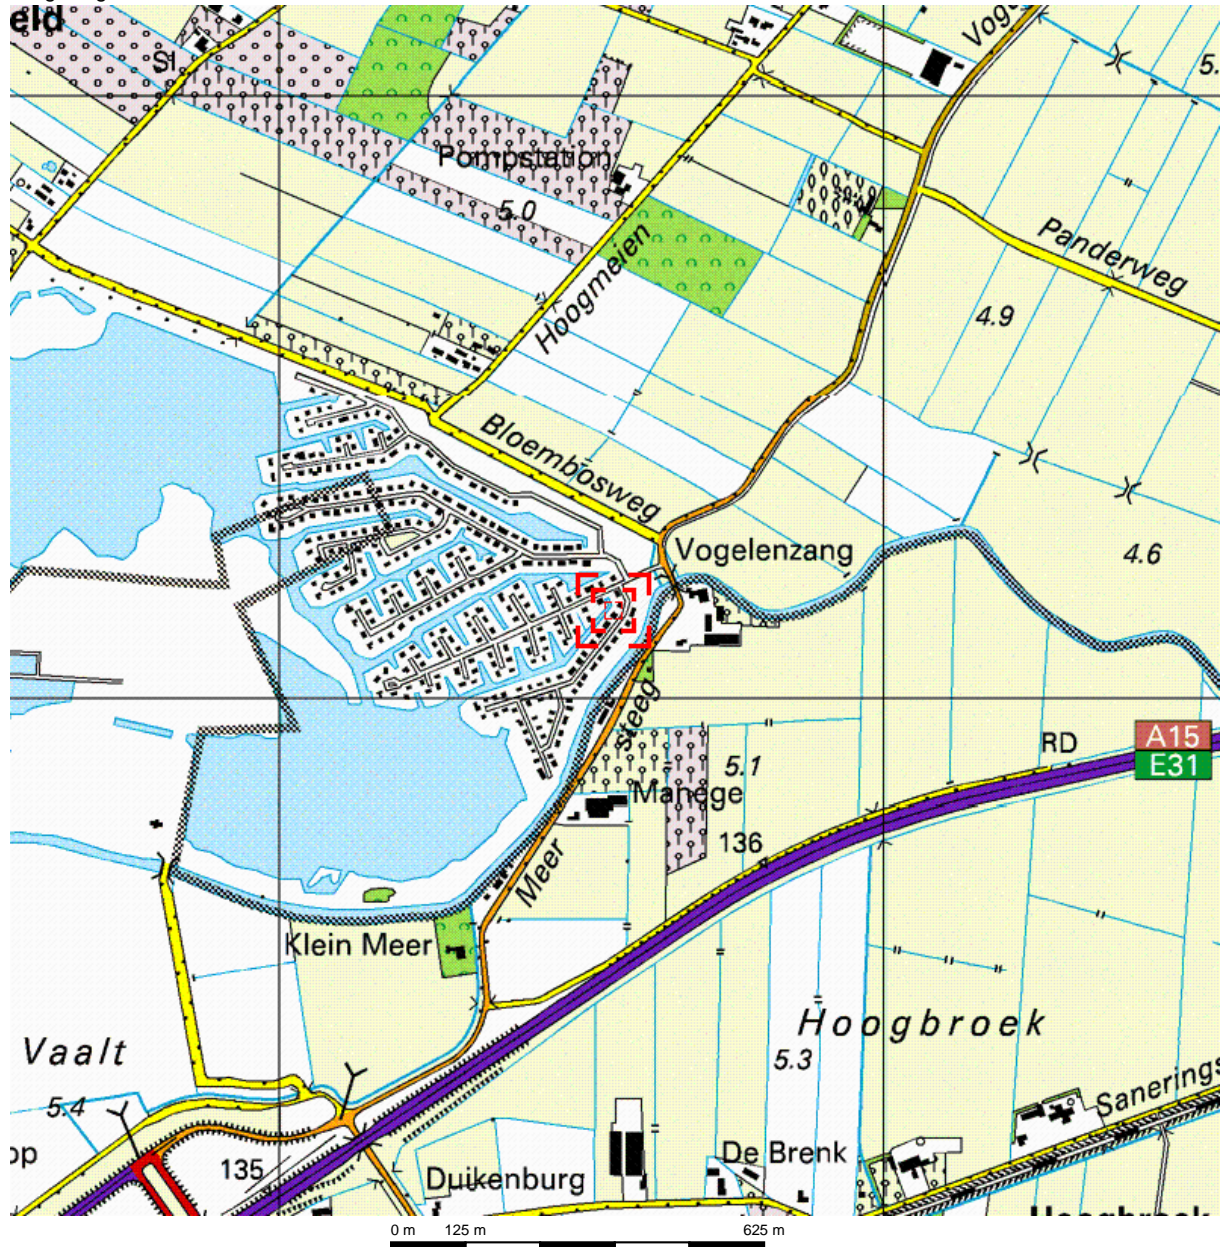 eld
Sl
Voge
5.
Pompstation
5.0
Hoogmeien
Panderweg
4.9
Bloembosweg
Vogelenzang
4.6
steeg
RD
A15
E31
5.1
Manege
136
Meer
Klein Meer
Hoogbroek
Vaalt
5.3
5.4
Sanerings
op
135
De Brenk
Duikenburg
0 m 125 m 625 m